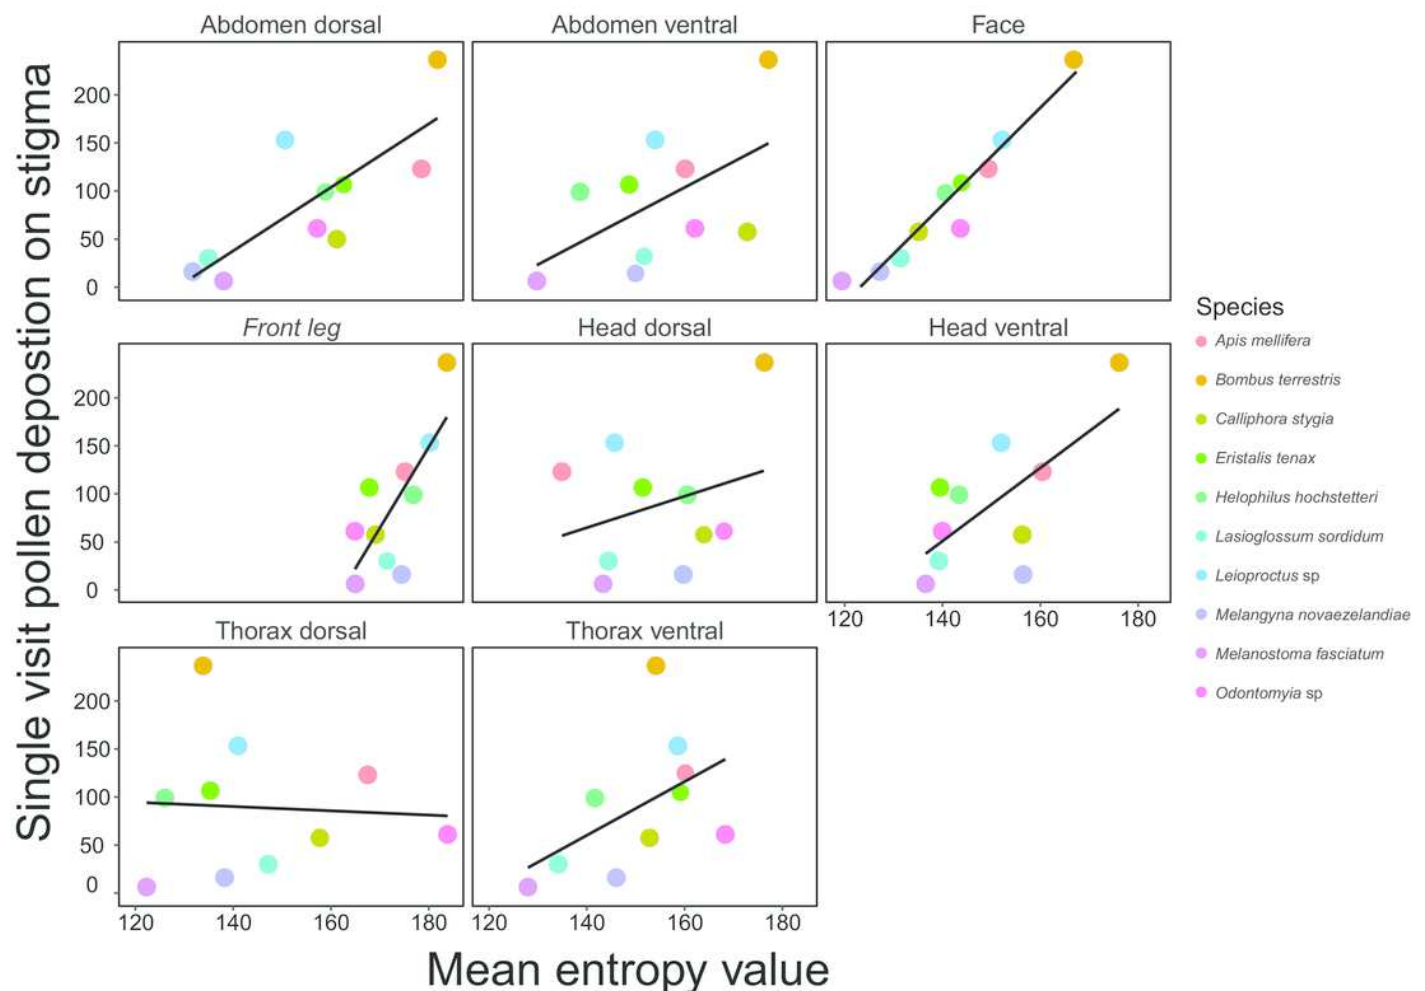 Abdomen dorsal
Abdomen ventral
Face
200
150
100
50
0
Front leg
Head dorsal
Head ventral
200
150
100
50
0
120 140 160 180
Thorax dorsal
Thorax ventral
200
150
100
50
0
120 140 160 180
120 140 160 180
Single visit pollen depostion on stigma
Mean entropy value
Species
Apis mellifera
Bombus terrestris
Calliphora stygia
Eristalis tenax
Helophilus hochstetteri
Lasioglossum sordidum
Leioproctus sp
Melangyna novaezelandiae
Melanostoma fasciatum
Odontomyia sp